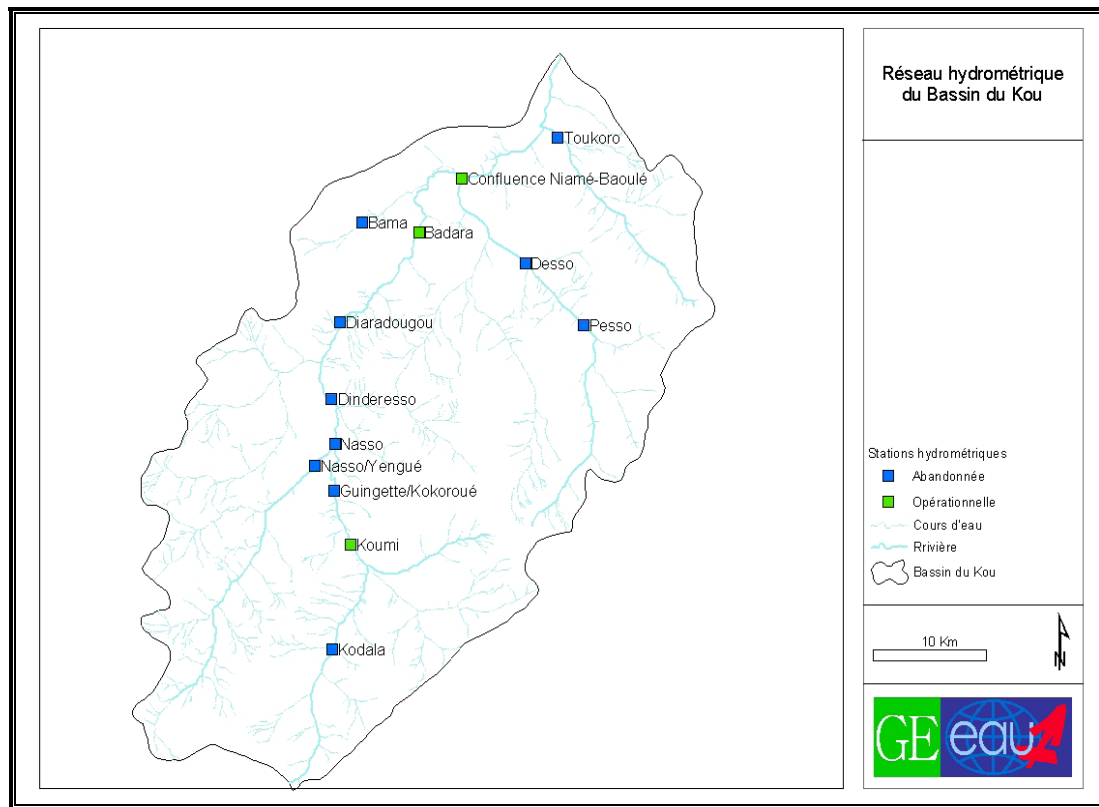 Réseau hydrométrique
du Bassin du Kou
Toukoro
Confluence Niamé-Baoulé
Bama
Badara
Desso
Diaradougou
Pesso
Dinderesso
Nasso
Nasso/Yengué
Guingette/Kokoroué
Koumi
Kodala
Stations hydrométriques
Abandonnée
Opérationnelle
Cours d'eau
Rrivière
Bassin du Kou
10 Km
N
GE eau